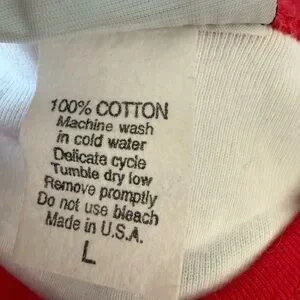 100% COTTON
Machine wash
in cold water
Delicate cycle
Tumble dry low
Remove promptly
Do not use bleach
Made in U.S.A.
L